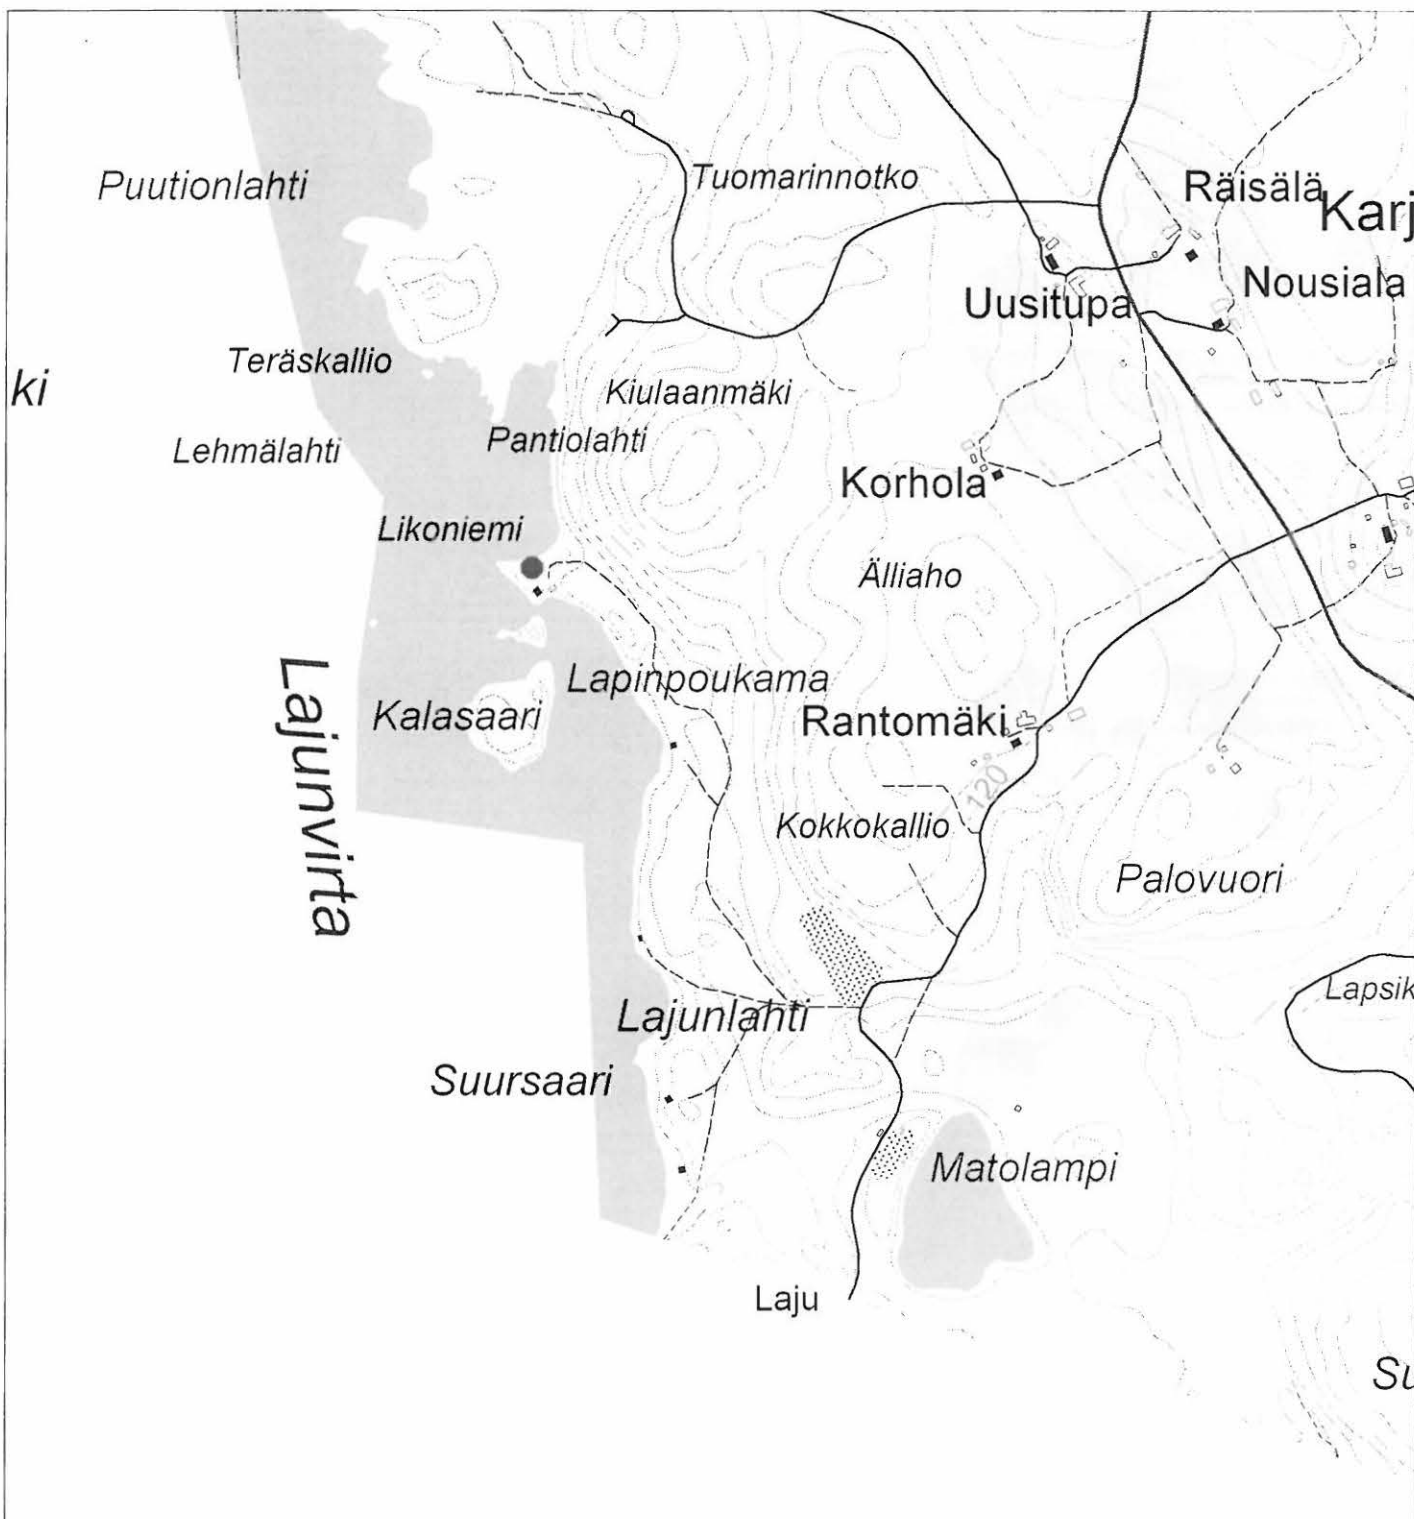 Puutionlahti
Tuomarinnotko
Räisälä
Karj
Nousiala
Uusitupa
Teräskallio
ki
Kiulaanmäki
Lehmälahti
Pantiolahti
Korhola
Likoniemi
Älliaho
Lajunvirta
Lapinpoukama
Kalasaari
Rantomäki
120
Kokkokallio
Palovuori
Lapsik
Lajunlahti
Suursaari
Matolampi
Laju
Su